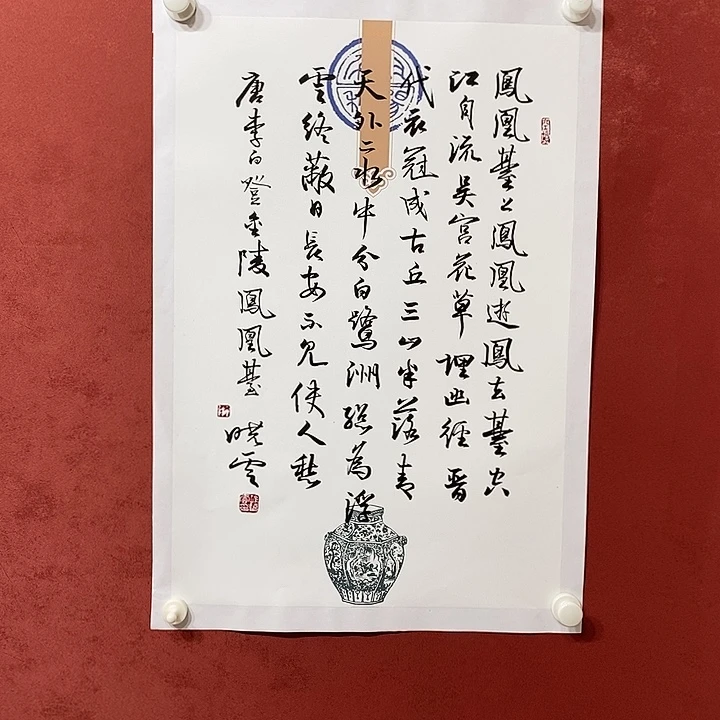 鳳凰臺上鳳凰遊鳳去臺空
江自流吳宮花草埋幽徑晉
代衣冠成古丘三山半落青
天外二水中分白鷺洲總為浮
雲終蔽日長安不見使人愁
唐李白登金陵鳳凰臺
曉雲